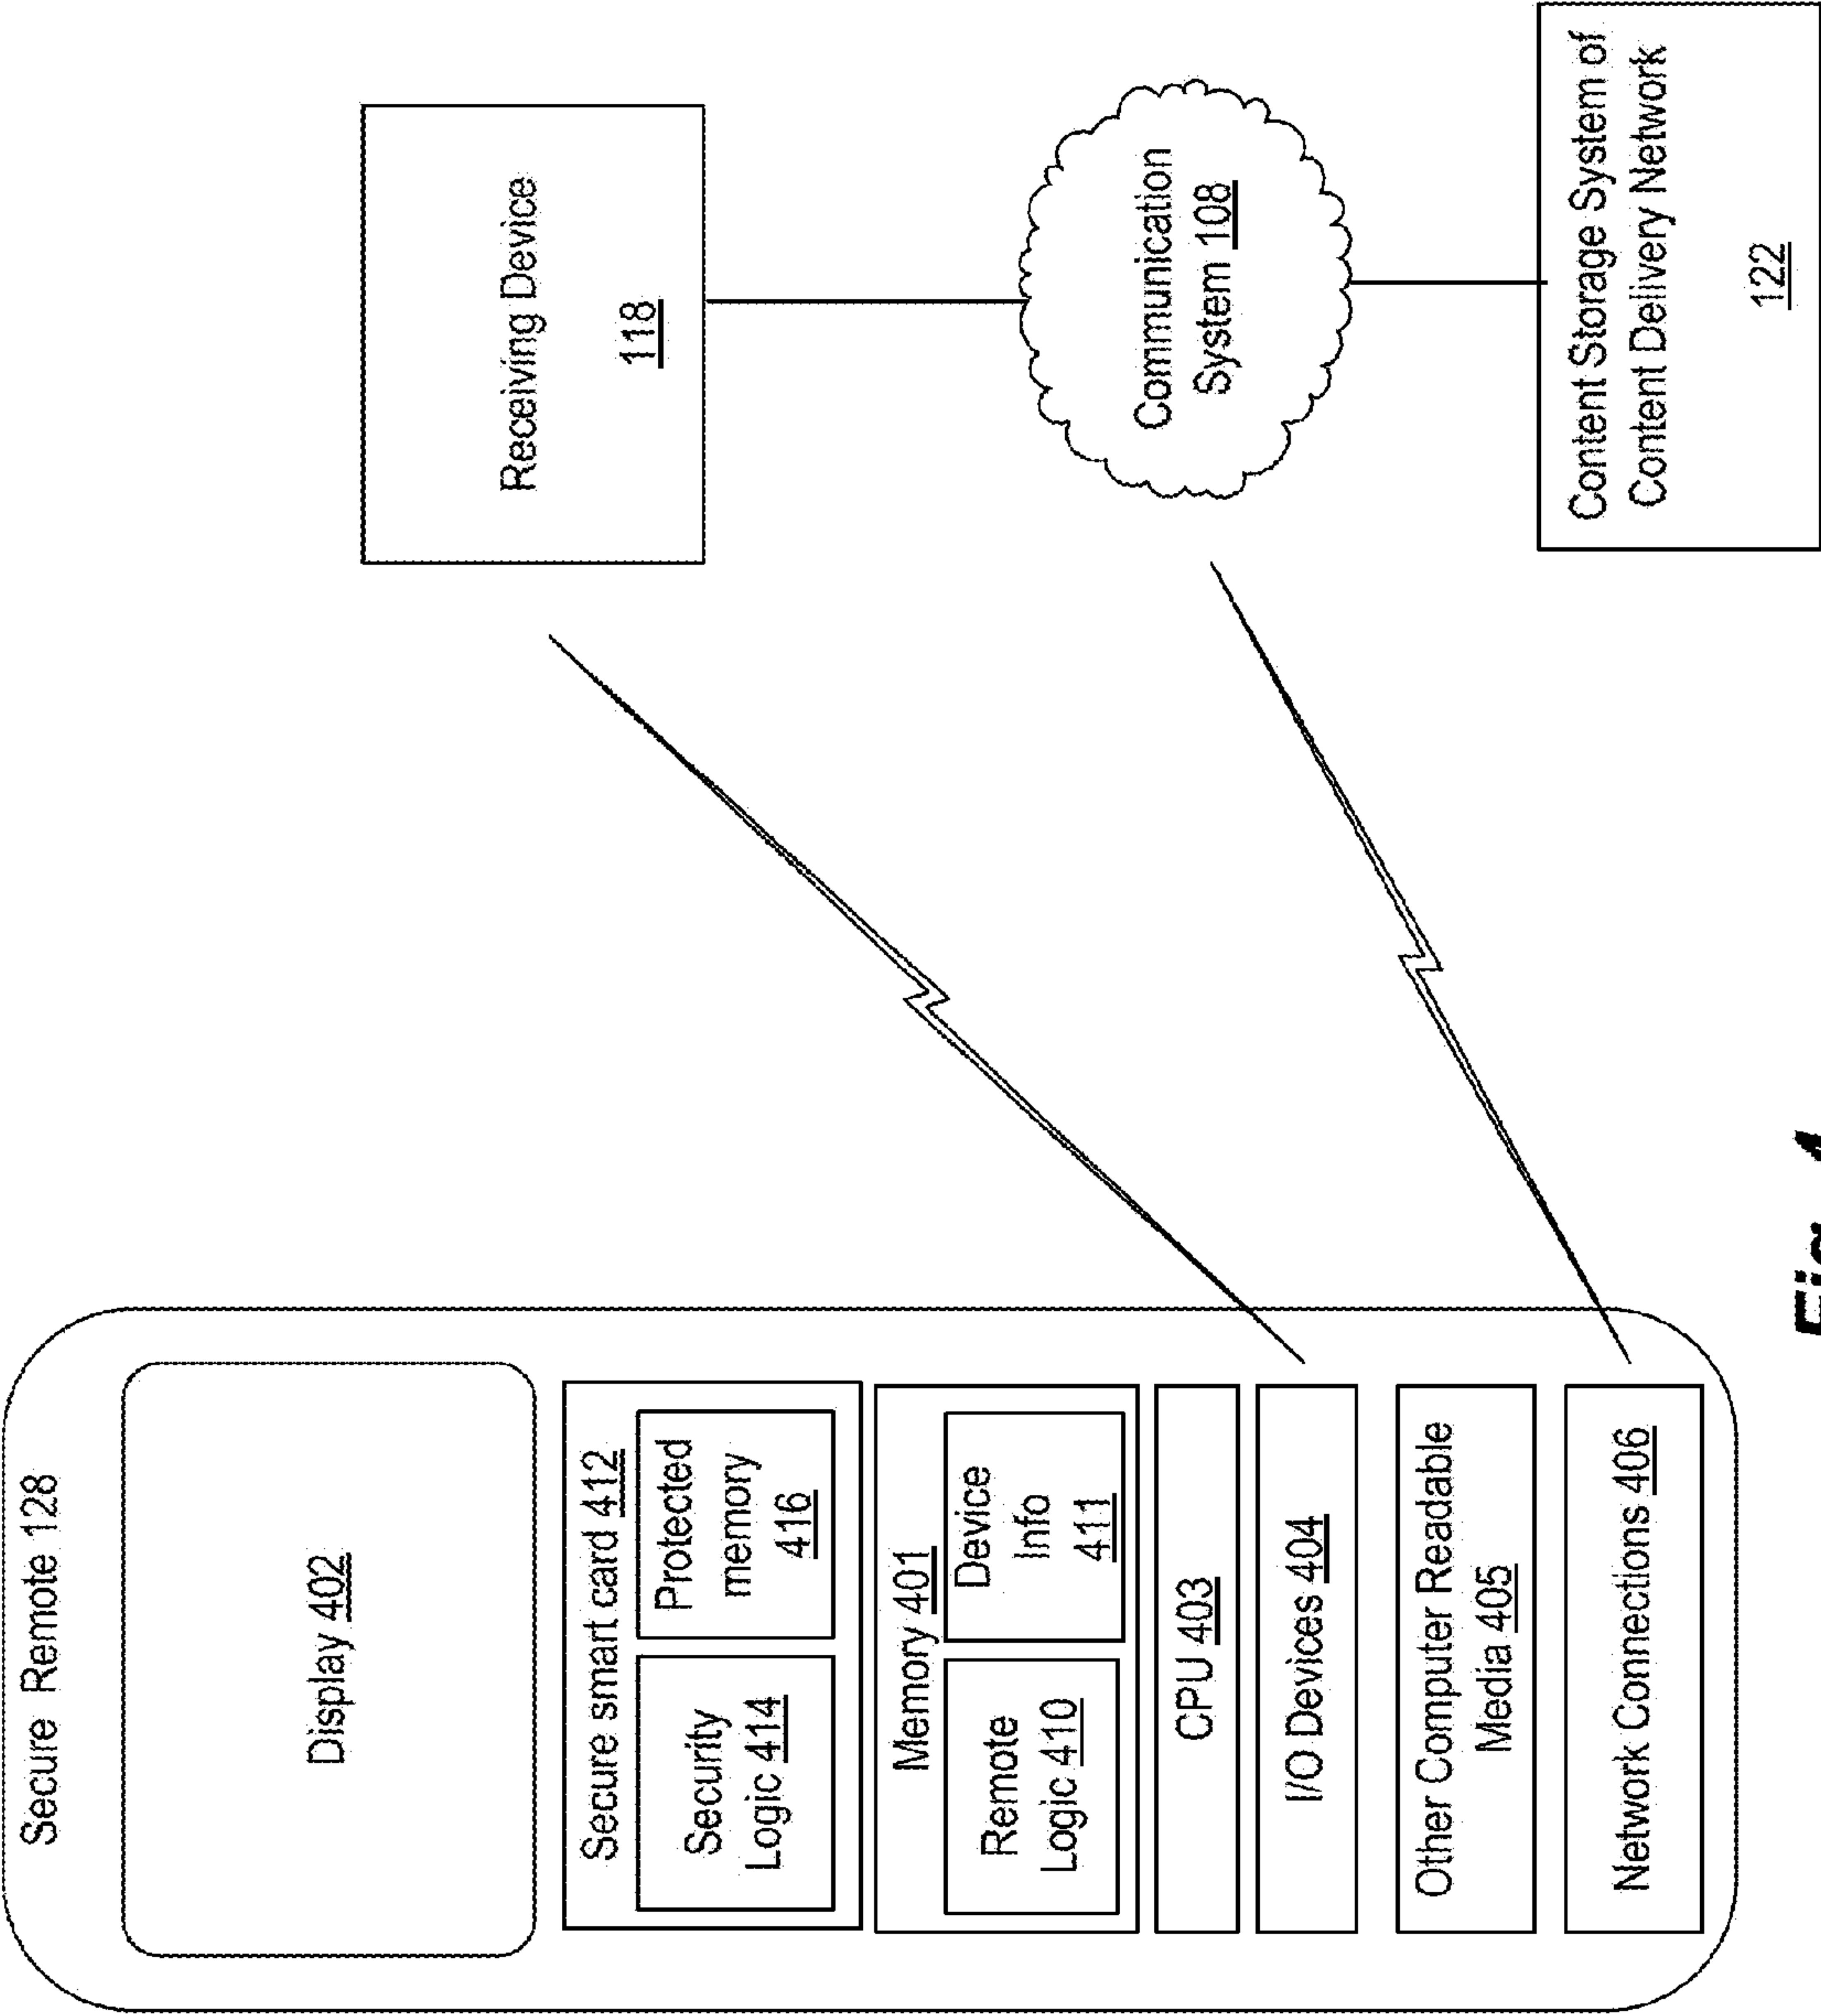 Secure Remote 128
Display 402
Secure smart card 412
Security
Logic 414
Protected
memory
416
Memory 401
Remote
Logic 410
Device
Info
411
CPU 403
I/O Devices 404
Other Computer Readable
Media 405
Network Connections 406
Receiving Device
118
Communication
System 108
Content Storage System of
Content Delivery Network
122
Fig. 4